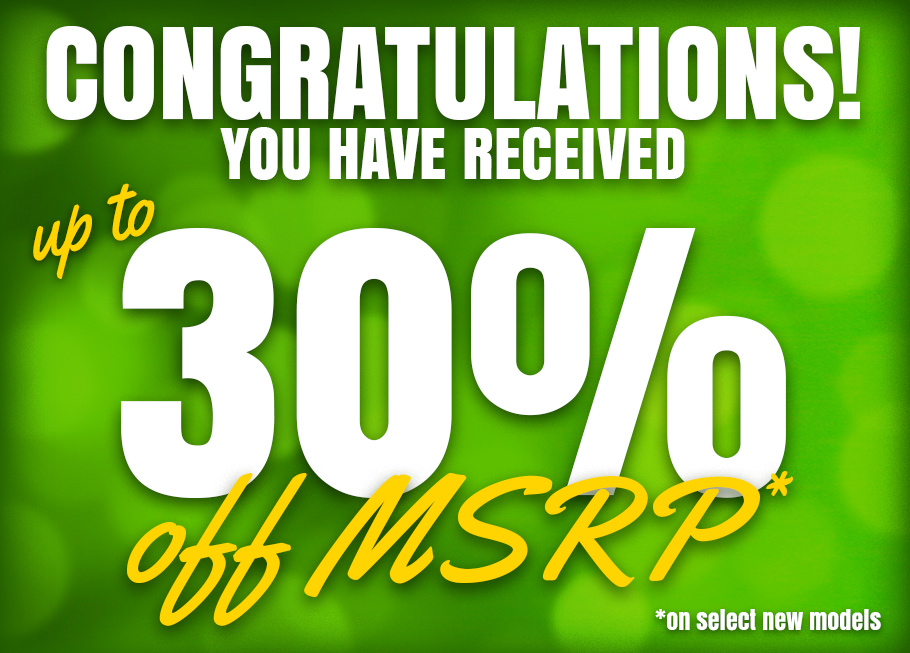 CONGRATULATIONS!
YOU HAVE RECEIVED
up to
30%
off MSRP*
*on select new models